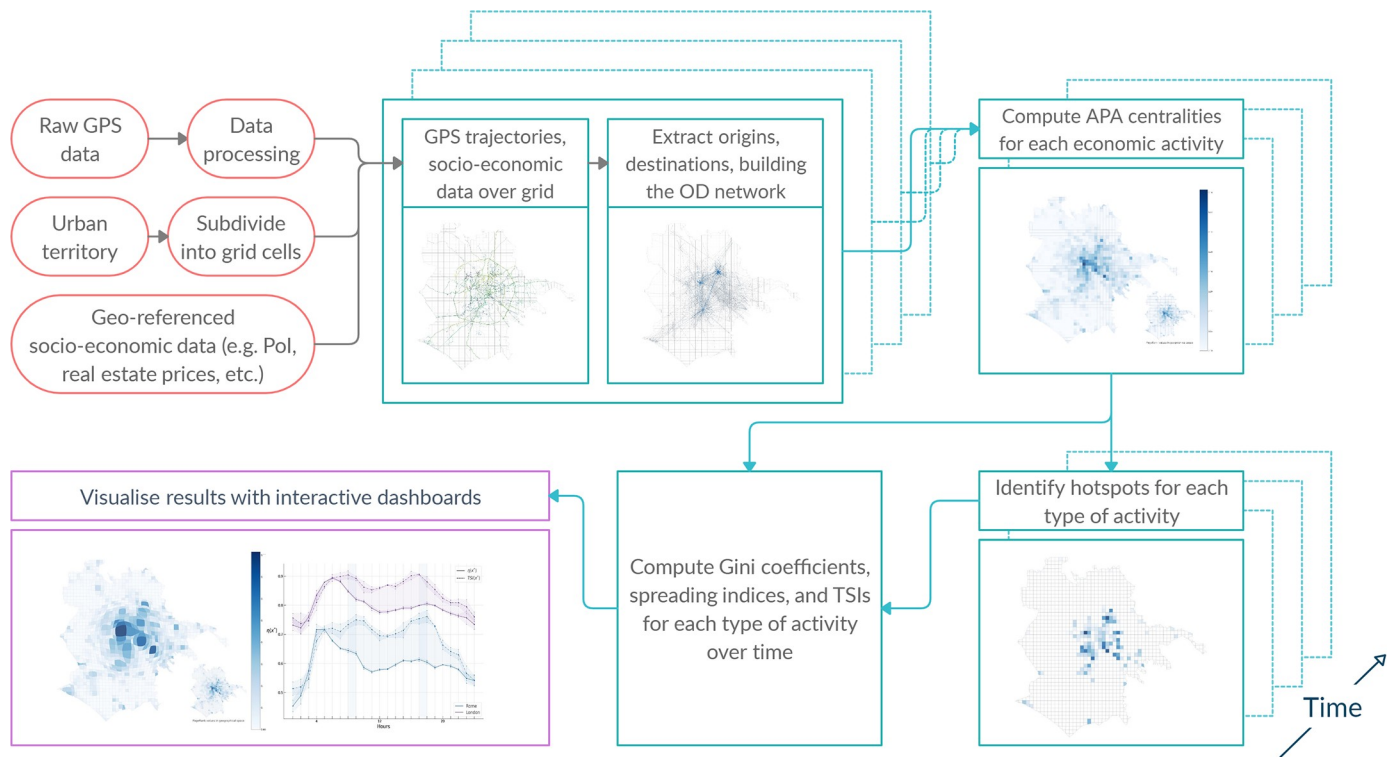 Raw GPS
data
Data
processing
Urban
territory
Subdivide
into grid cells
Geo-referenced
socio-economic data (e.g. PoI,
real estate prices, etc.)
GPS trajectories,
socio-economic
data over grid
Extract origins,
destinations, building
the OD network
Compute APA centralities
for each economic activity
Identify hotspots for each
type of activity
Compute Gini coefficients,
spreading indices, and TSIs
for each type of activity
over time
Visualise results with interactive dashboards
Rome
London
Hours
Time